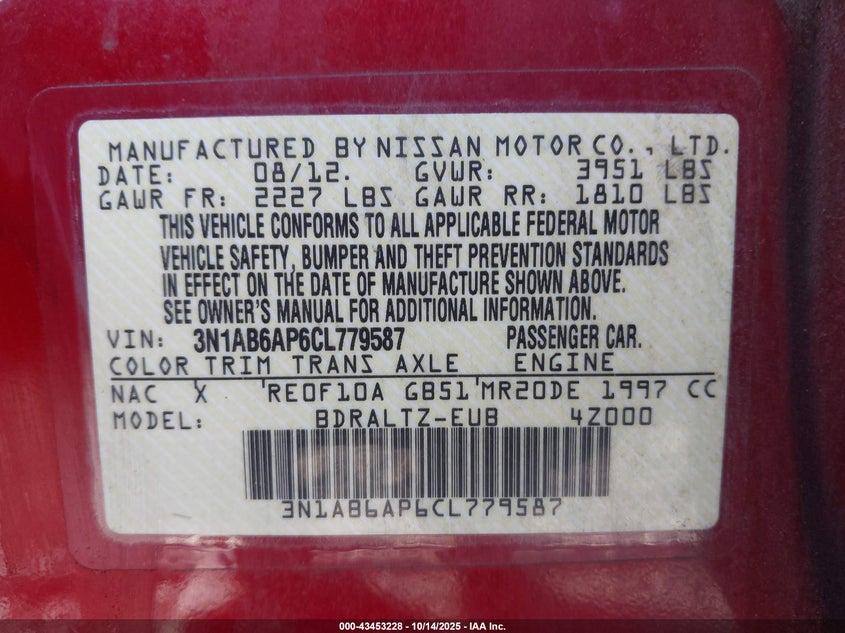 MANUFACTURED BY NISSAN MOTOR CO., LTD.
DATE: 08/12. GVWR: 3951 LBS
GAWR FR: 2227 LBS GAWR RR: 1810 LBS
THIS VEHICLE CONFORMS TO ALL APPLICABLE FEDERAL MOTOR
VEHICLE SAFETY, BUMPER AND THEFT PREVENTION STANDARDS
IN EFFECT ON THE DATE OF MANUFACTURE SHOWN ABOVE.
SEE OWNER'S MANUAL FOR ADDITIONAL INFORMATION.
VIN: 3N1AB6AP6CL779587 PASSENGER CAR.
COLOR TRIM TRANS AXLE ENGINE
NAC X RE0F10A GB51 MR20DE 1997 CC
MODEL: BDRALTZ-EUB 4Z000
3N1AB6AP6CL779587
000-43453228 - 10/14/2025 - IAA Inc.